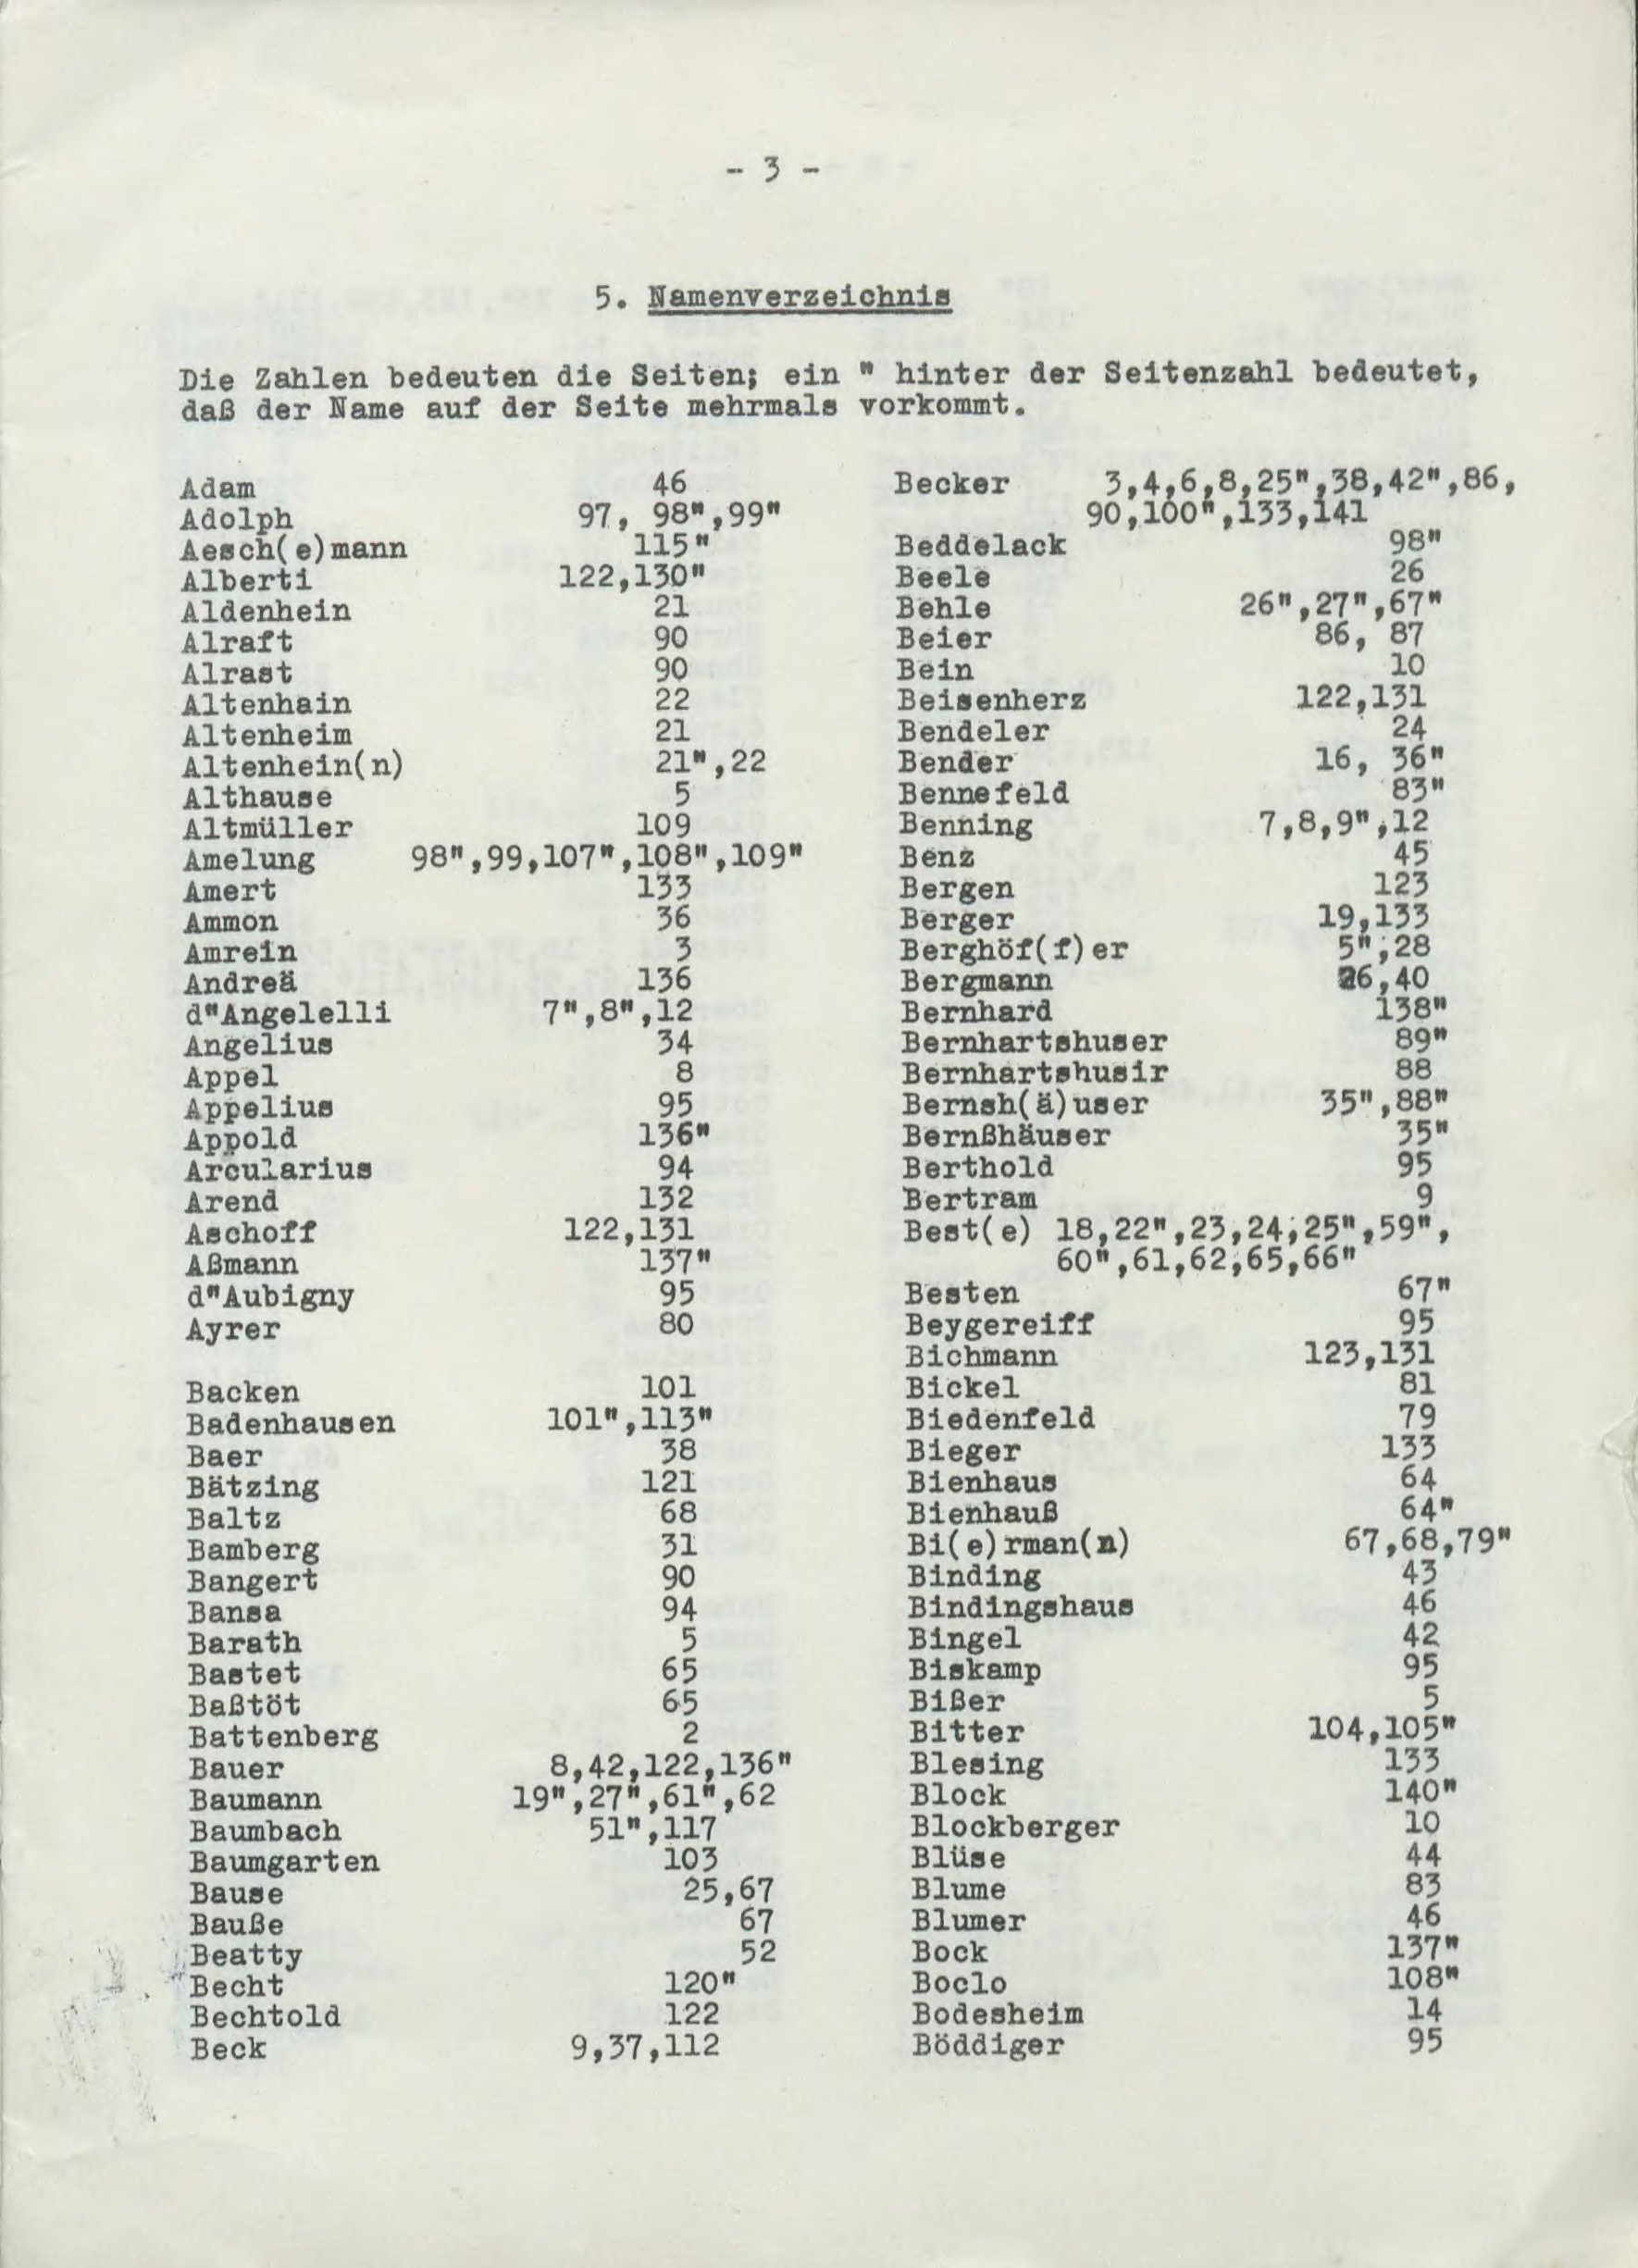 - 3 -
5. Namenverzeichnis
Die Zahlen bedeuten die Seiten; ein " hinter der Seitenzahl bedeutet,
daß der Name auf der Seite mehrmals vorkommt.
Adam 46
Adolph 97, 98",99"
Aesch(e)mann 115"
Alberti 122,130"
Aldenhein 21
Alraft 90
Alrast 90
Altenhain 22
Altenheim 21
Altenhein(n) 21",22
Althause 5
Altmüller 109
Amelung 98",99,107",108",109"
Amert 133
Ammon 36
Amrein 3
Andreä 136
d"Angelelli 7",8",12
Angelius 34
Appel 8
Appelius 95
Appold 136"
Arcularius 94
Arend 132
Aschoff 122,131
Aßmann 137"
d"Aubigny 95
Ayrer 80
Backen 101
Badenhausen 101",113"
Baer 38
Bätzing 121
Baltz 68
Bamberg 31
Bangert 90
Bansa 94
Barath 5
Bastet 65
Baßtöt 65
Battenberg 2
Bauer 8,42,122,136"
Baumann 19",27",61",62
Baumbach 51",117
Baumgarten 103
Bause 25,67
Bauße 67
Beatty 52
Becht 120"
Bechtold 122
Beck 9,37,112
Becker 3,4,6,8,25",38,42",86,
90,100",133,141
Beddelack 98"
Beele 26
Behle 26",27",67"
Beier 86, 87
Bein 10
Beisenherz 122,131
Bendeler 24
Bender 16, 36"
Bennefeld 83"
Benning 7,8,9",12
Benz 45
Bergen 123
Berger 19,133
Berghöf(f)er 5",28
Bergmann 26,40
Bernhard 138"
Bernhartshuser 89"
Bernhartshusir 88
Bernsh(ä)user 35",88"
Bernßhäuser 35"
Berthold 95
Bertram 9
Best(e) 18,22",23,24,25",59",
60",61,62,65,66"
Besten 67"
Beygereiff 95
Bichmann 123,131
Bickel 81
Biedenfeld 79
Bieger 133
Bienhaus 64
Bienhauß 64"
Bi(e)rman(n) 67,68,79"
Binding 43
Bindingshaus 46
Bingel 42
Biskamp 95
Bißer 5
Bitter 104,105"
Blesing 133
Block 140"
Blockberger 10
Blüse 44
Blume 83
Blumer 46
Bock 137"
Boclo 108"
Bodesheim 14
Böddiger 95